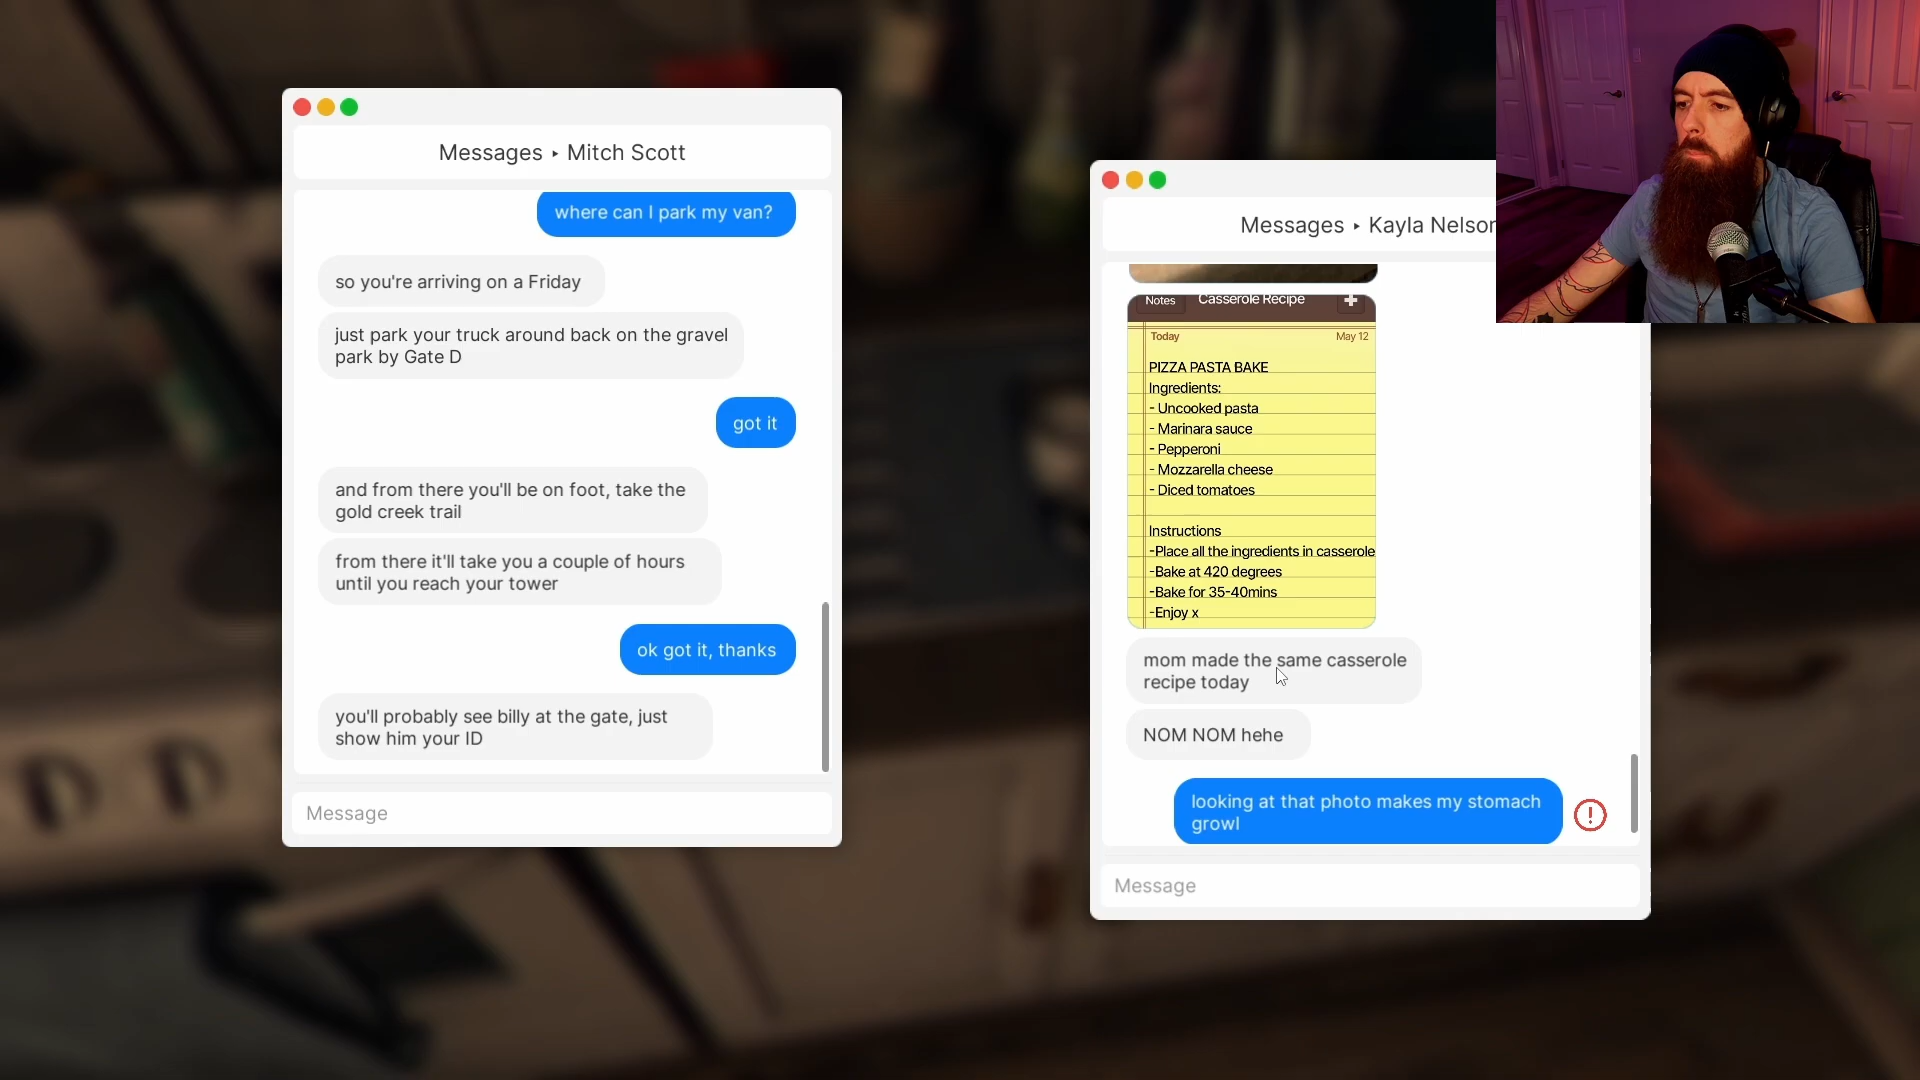 Messages ▸ Mitch Scott
where can I park my van?
so you're arriving on a Friday
just park your truck around back on the gravel
park by Gate D
got it
and from there you'll be on foot, take the
gold creek trail
from there it'll take you a couple of hours
until you reach your tower
ok got it, thanks
you'll probably see billy at the gate, just
show him your ID
Message
Messages ▸ Kayla Nelson
Notes
Casserole Recipe
Today
May 12
PIZZA PASTA BAKE
Ingredients:
- Uncooked pasta
- Marinara sauce
- Pepperoni
- Mozzarella cheese
- Diced tomatoes
Instructions
-Place all the ingredients in casserole
-Bake at 420 degrees
-Bake for 35-40mins
-Enjoy x
mom made the same casserole
recipe today
NOM NOM hehe
looking at that photo makes my stomach
growl
Message